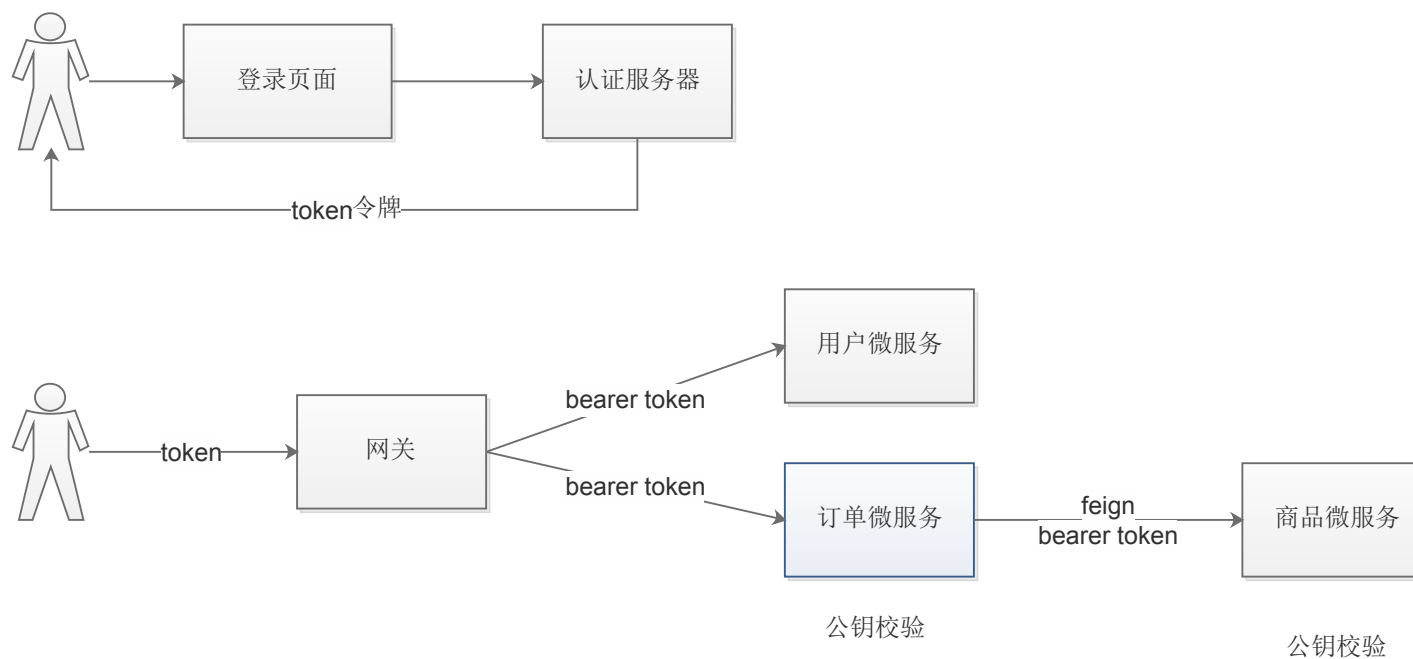 登录页面
认证服务器
token令牌
用户微服务
bearer token
token
网关
bearer token
订单微服务
feign
bearer token
商品微服务
公钥校验
公钥校验